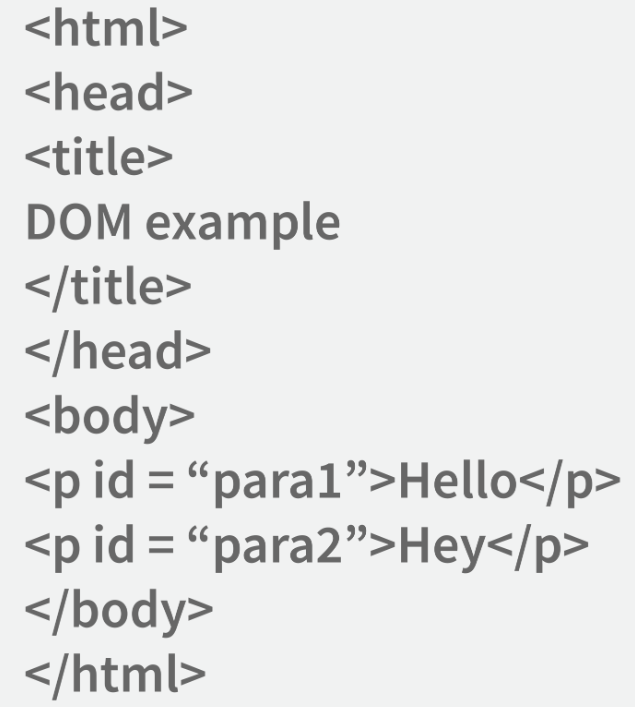 <html>
<head>
<title>
DOM example
</title>
</head>
<body>
<p id = “para1”>Hello</p>
<p id = “para2”>Hey</p>
</body>
</html>